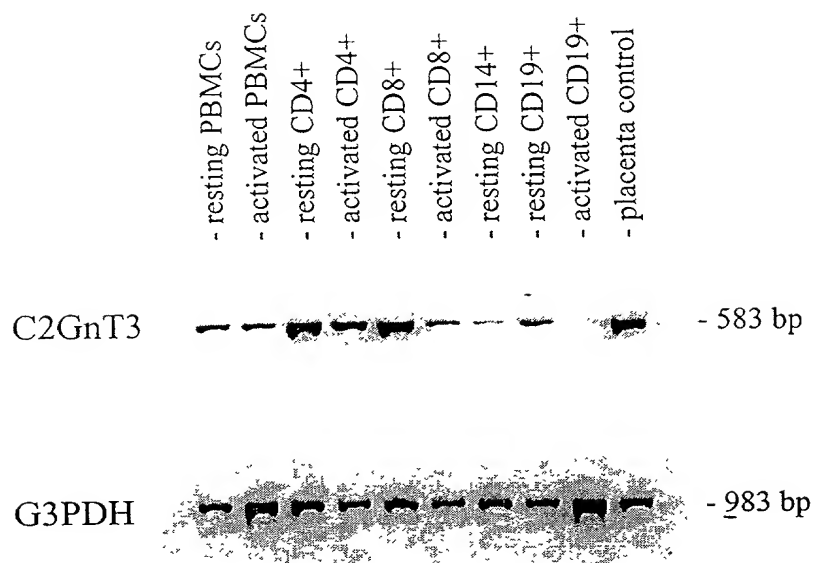 - resting PBMCs
- activated PBMCs
- resting CD4+
- activated CD4+
- resting CD8+
- activated CD8+
- resting CD14+
- resting CD19+
- activated CD19+
- placenta control
C2GnT3
- 583 bp
G3PDH
- 983 bp